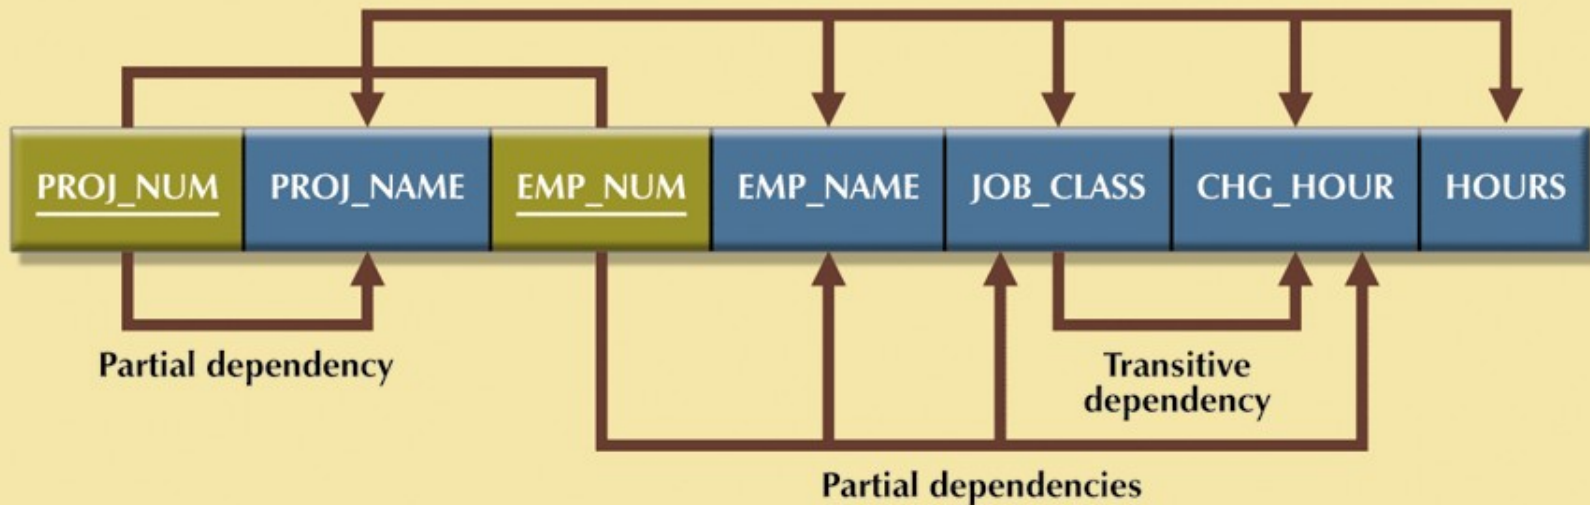 PROJ_NUM PROJ_NAME EMP_NUM EMP_NAME JOB_CLASS CHG_HOUR HOURS
Partial dependency
Transitive
dependency
Partial dependencies